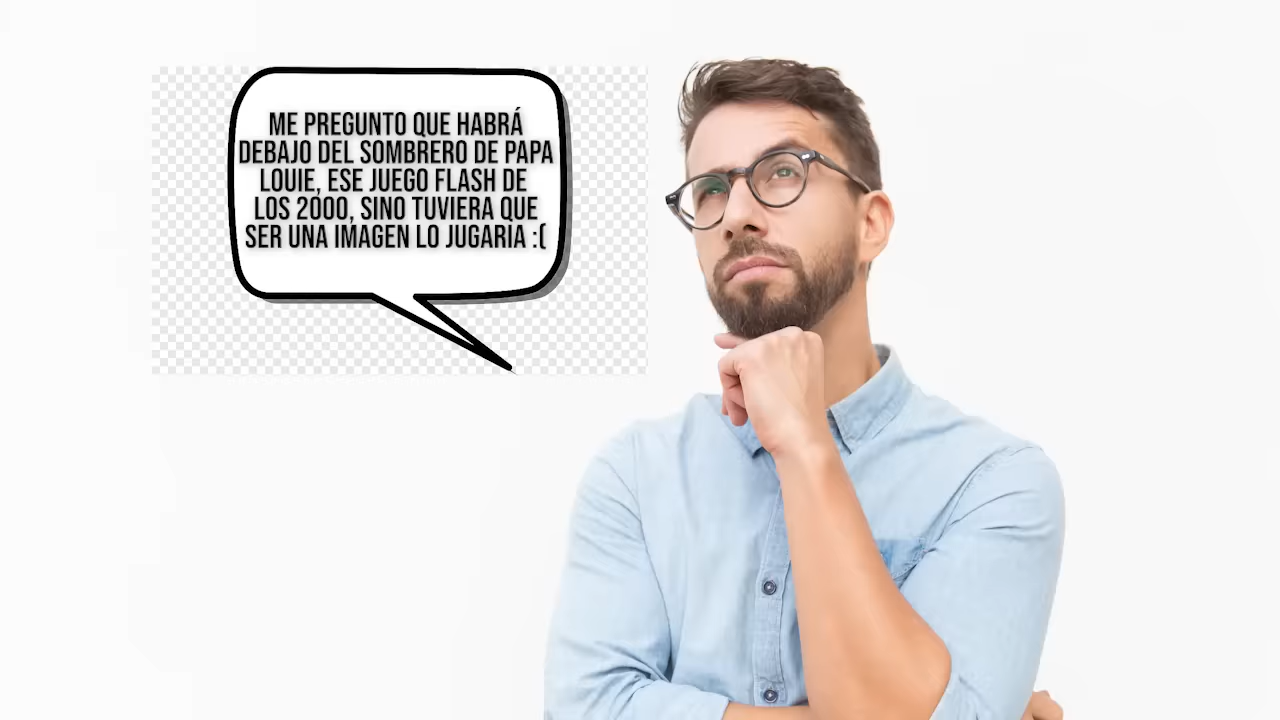 ME PREGUNTO QUE HABRÁ
DEBAJO DEL SOMBRERO DE PAPA
LOUIE, ESE JUEGO FLASH DE
LOS 2000, SINO TUVIERA QUE
SER UNA IMAGEN LO JUGARIA :(